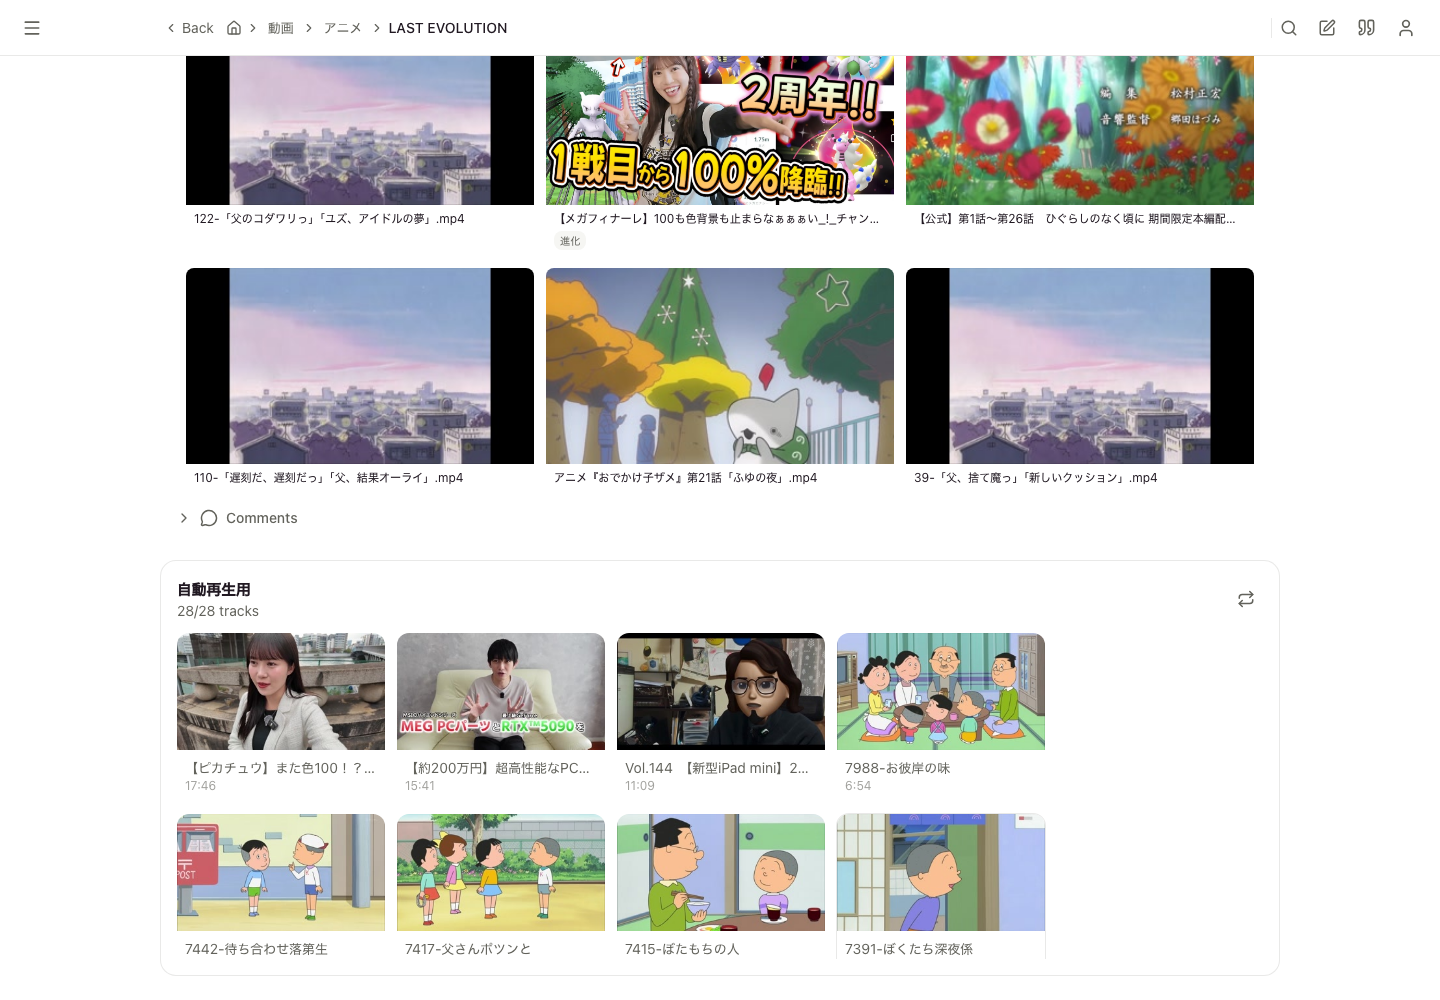 Back
動画
アニメ
LAST EVOLUTION
2周年!!
1戦目から100%降臨!!
編 集 松村正宏
音響監督 郷田ほづみ
122-「父のコダワリっ」「ユズ、アイドルの夢」.mp4
【メガフィナーレ】100も色背景も止まらなぁぁぁい_!_チャン...
【公式】第1話～第26話　ひぐらしのなく頃に 期間限定本編配...
進化
のの
110-「遅刻だ、遅刻だっ」「父、結果オーライ」.mp4
アニメ『おでかけ子ザメ』第21話「ふゆの夜」.mp4
39-「父、捨て魔っ」「新しいクッション」.mp4
Comments
自動再生用
28/28 tracks
MEG PCパーツとRTX™5090を
【ピカチュウ】また色100！？...
【約200万円】超高性能なPC...
Vol.144 【新型iPad mini】2...
7988-お彼岸の味
17:46
15:41
11:09
6:54
〒
POST
7442-待ち合わせ落第生
7417-父さんポツンと
7415-ぼたもちの人
7391-ぼくたち深夜係